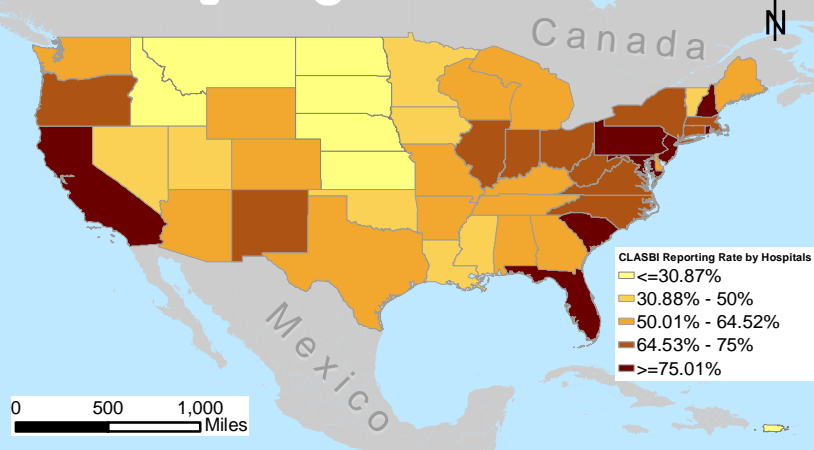 Canada
N
CLASBI Reporting Rate by Hospitals
<=30.87%
30.88% - 50%
50.01% - 64.52%
64.53% - 75%
>=75.01%
Mexico
0 500 1,000
Miles